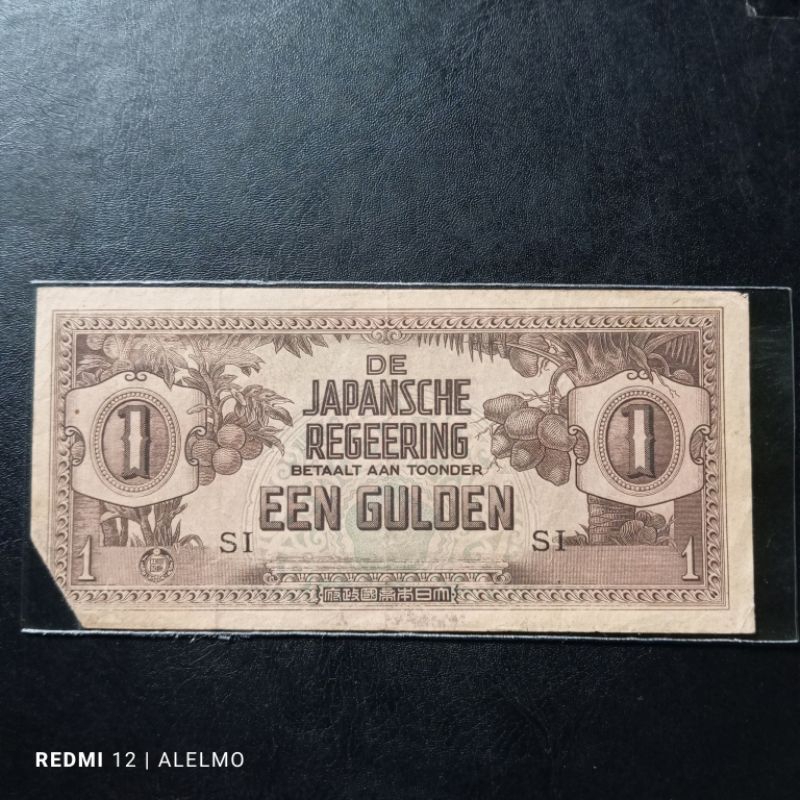 DE
JAPANSCHE
REGEERING
BETAALT AAN TOONDER
EEN GULDEN
1 1
SI SI
1 1
府政國帝本日大
REDMI 12 | ALELMO